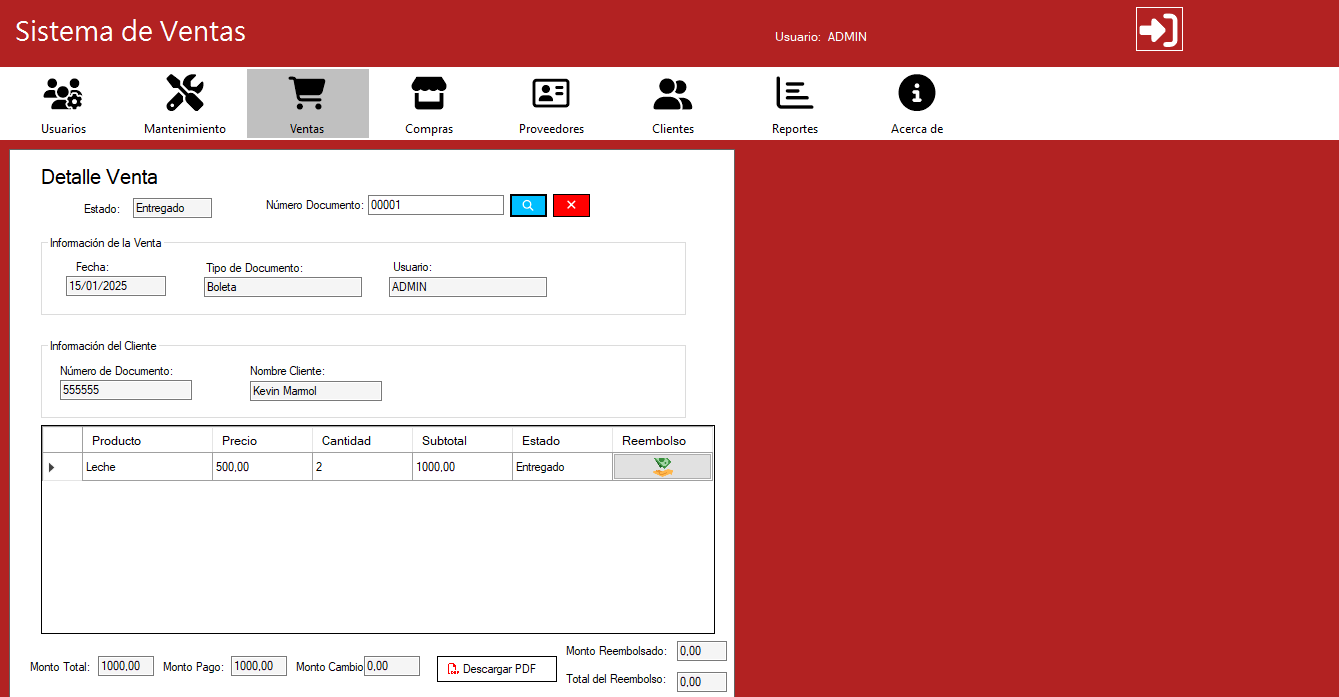 Sistema de Ventas
Usuario: ADMIN
Usuarios
Mantenimiento
Ventas
Compras
Proveedores
Clientes
Reportes
Acerca de
Detalle Venta
Estado: Entregado
Número Documento: 00001
Información de la Venta
Fecha:
15/01/2025
Tipo de Documento:
Boleta
Usuario:
ADMIN
Información del Cliente
Número de Documento:
555555
Nombre Cliente:
Kevin Marmol
Producto Precio Cantidad Subtotal Estado Reembolso
Leche 500,00 2 1000,00 Entregado
Monto Total: 1000,00 Monto Pago: 1000,00 Monto Cambio 0,00
Descargar PDF
Monto Reembolsado: 0,00
Total del Reembolso: 0,00